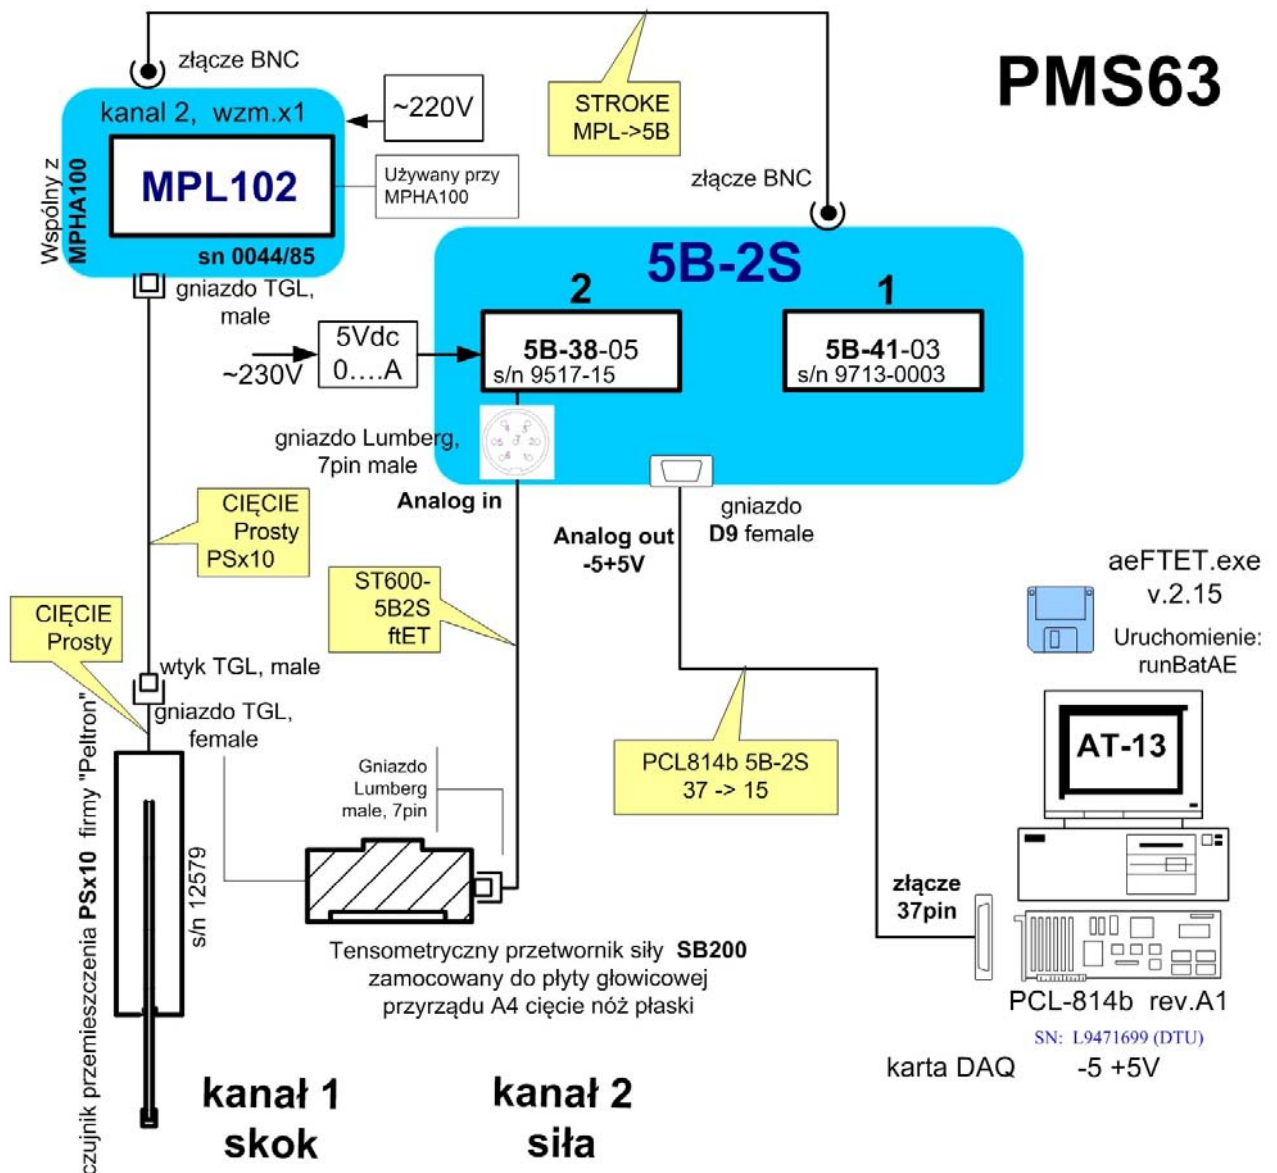 PMS63
złącze BNC
kanal 2, wzm.x1
~220V
MPL102
Wspólny z
MPHA100
Używany przy
MPHA100
sn 0044/85
STROKE
MPL->5B
złącze BNC
gniazdo TGL,
male
5B-2S
2
1
5B-38-05
s/n 9517-15
5B-41-03
s/n 9713-0003
5Vdc
0....A
~230V
gniazdo Lumberg,
7pin male
Analog in
gniazdo
D9 female
Analog out
-5+5V
CIĘCIE
Prosty
PSx10
ST600-
5B2S
ftET
CIĘCIE
Prosty
wtyk TGL, male
gniazdo TGL,
female
aeFTET.exe
v.2.15
Uruchomienie:
runBatAE
AT-13
PCL814b 5B-2S
37 -> 15
Gniazdo
Lumberg
male, 7pin
czujnik przemieszczenia PSx10 firmy "Peltron"
s/n 12579
złącze
37pin
Tensometryczny przetwornik siły SB200
zamocowany do płyty głowicowej
przyrządu A4 cięcie nóż płaski
PCL-814b rev.A1
SN: L9471699 (DTU)
karta DAQ -5 +5V
kanał 1
skok
kanał 2
siła